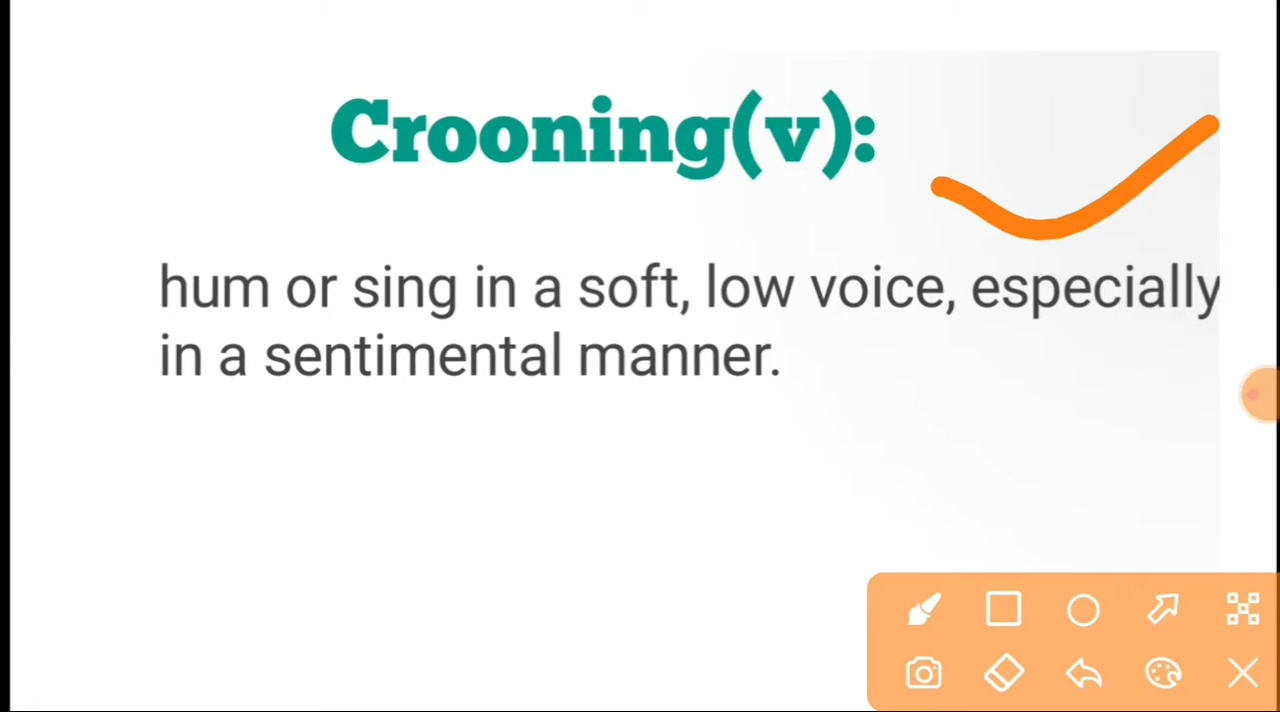 Crooning(v):
hum or sing in a soft, low voice, especially
in a sentimental manner.